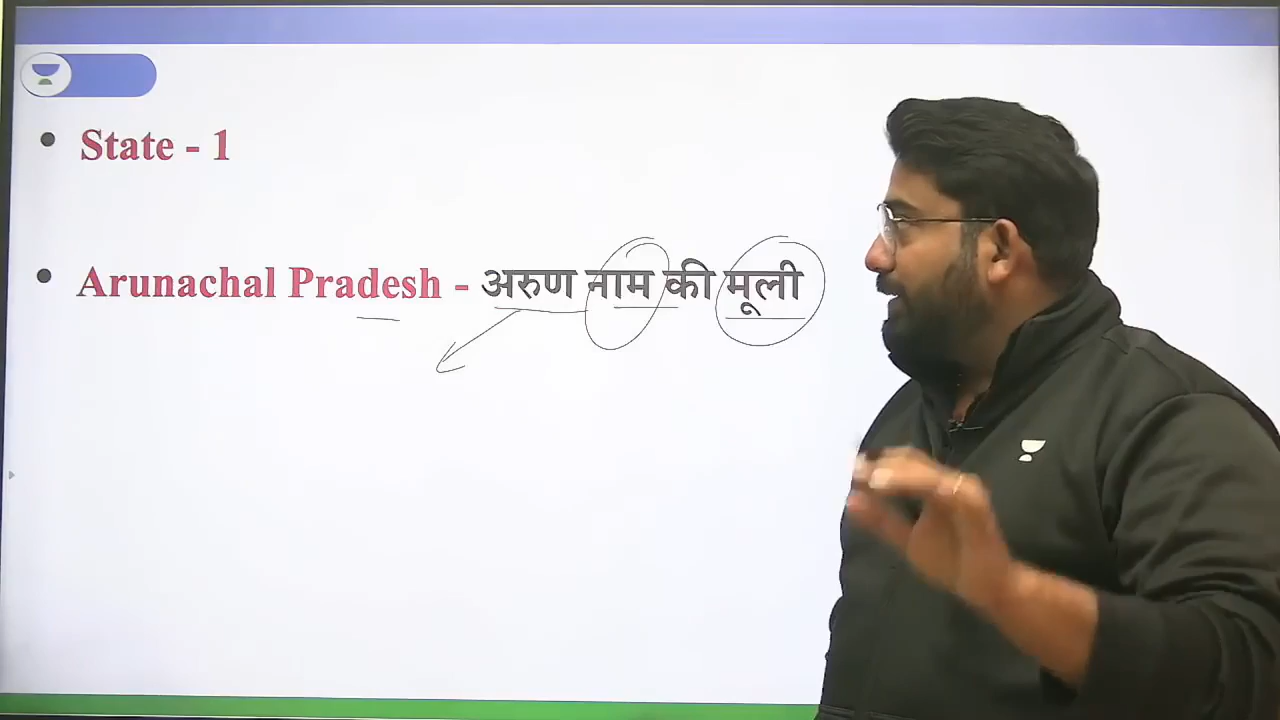 State - 1
Arunachal Pradesh - अरुण नाम की मूली